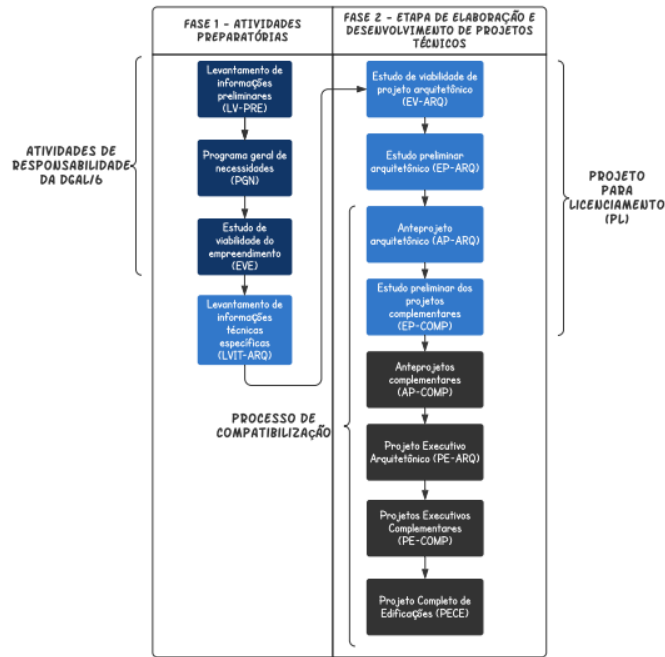 FASE 1 - ATIVIDADES
PREPARATÓRIAS
FASE 2 - ETAPA DE ELABORAÇÃO E
DESENVOLVIMENTO DE PROJETOS
TÉCNICOS
ATIVIDADES DE
RESPONSABILIDADE
DA DGAL/6
Levantamento de
informações
preliminares
(LV-PRE)
Programa geral de
necessidades
(PGN)
Estudo de
viabilidade do
empreendimento
(EVE)
Levantamento de
informações
técnicas
específicas
(LVIT-ARQ)
Estudo de viabilidade de
projeto arquitetônico
(EV-ARQ)
Estudo preliminar
arquitetônico (EP-ARQ)
Anteprojeto
arquitetônico (AP-ARQ)
Estudo preliminar dos
projetos
complementares
(EP-COMP)
Anteprojetos
complementares
(AP-COMP)
Projeto Executivo
Arquitetônico (PE-ARQ)
Projetos Executivos
Complementares
(PE-COMP)
Projeto Completo de
Edificações (PECE)
PROCESSO DE
COMPATIBILIZAÇÃO
PROJETO
PARA
LICENCIAMENTO
(PL)